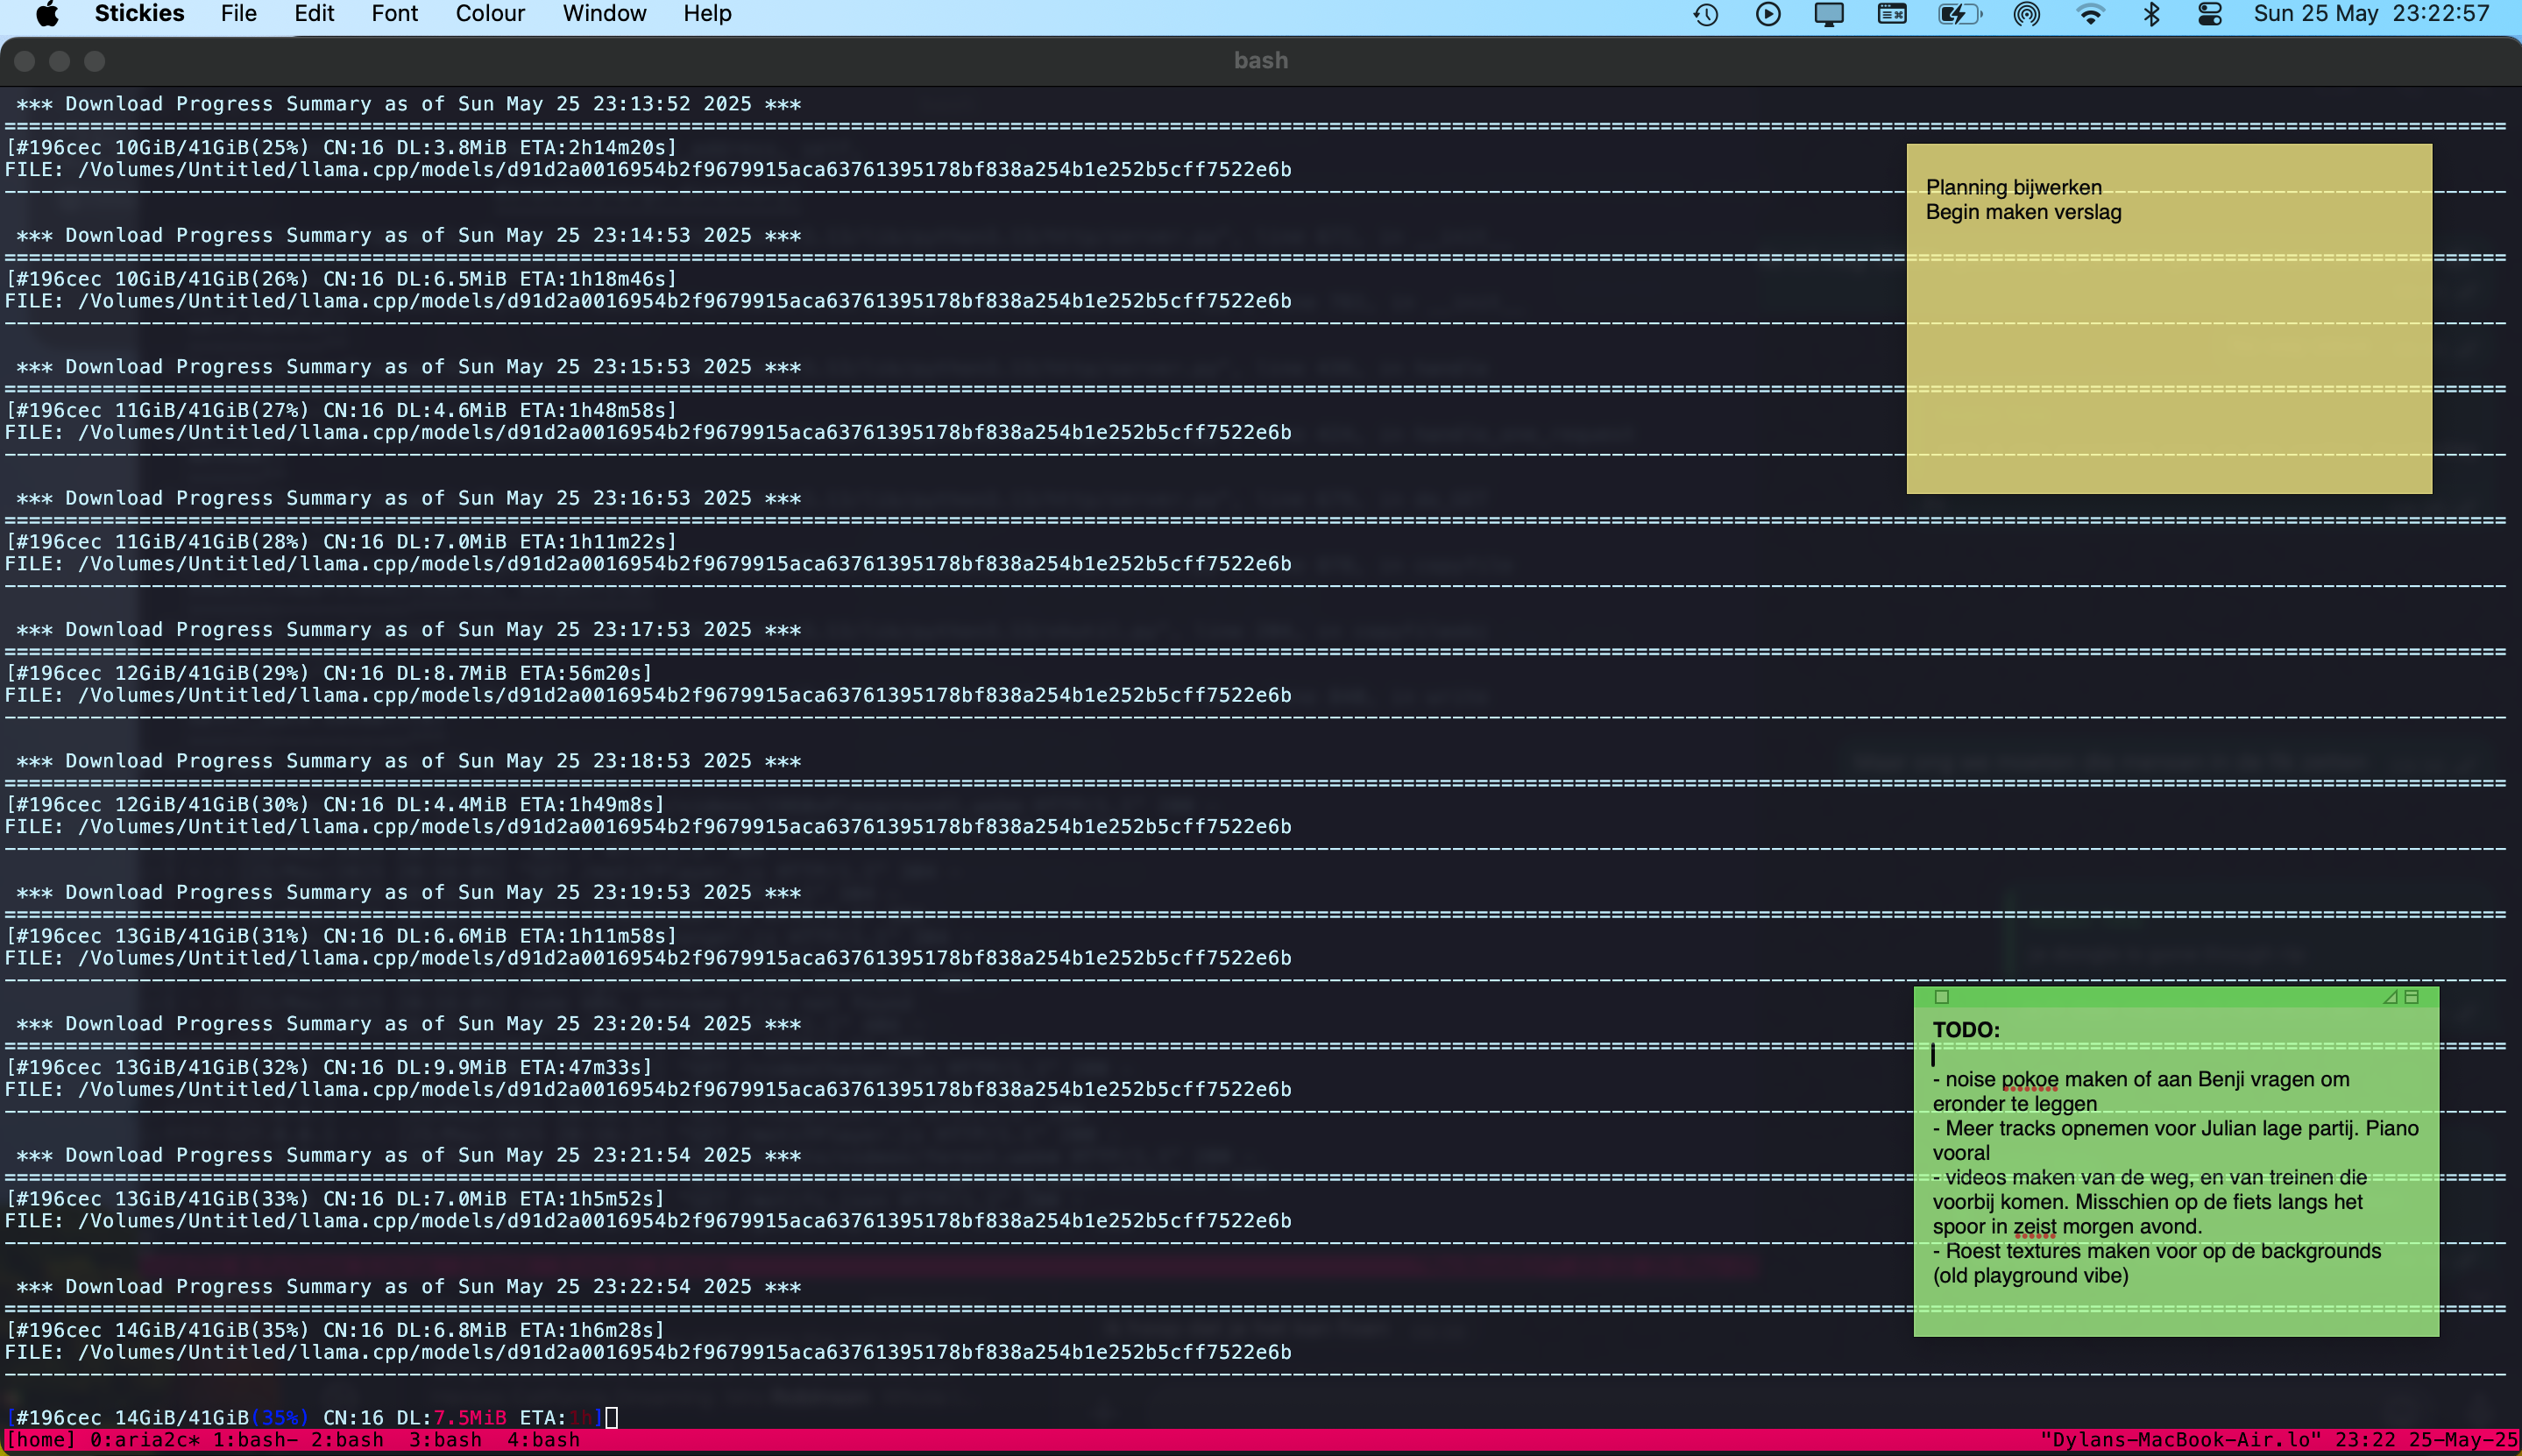 Stickies File Edit Font Colour Window Help Sun 25 May 23:22:57
bash
*** Download Progress Summary as of Sun May 25 23:13:52 2025 ***
[#196cec 10GiB/41GiB(25%) CN:16 DL:3.8MiB ETA:2h14m20s]
FILE: /Volumes/Untitled/llama.cpp/models/d91d2a0016954b2f9679915aca63761395178bf838a254b1e252b5cff7522e6b
*** Download Progress Summary as of Sun May 25 23:14:53 2025 ***
[#196cec 10GiB/41GiB(26%) CN:16 DL:6.5MiB ETA:1h18m46s]
FILE: /Volumes/Untitled/llama.cpp/models/d91d2a0016954b2f9679915aca63761395178bf838a254b1e252b5cff7522e6b
*** Download Progress Summary as of Sun May 25 23:15:53 2025 ***
[#196cec 11GiB/41GiB(27%) CN:16 DL:4.6MiB ETA:1h48m58s]
FILE: /Volumes/Untitled/llama.cpp/models/d91d2a0016954b2f9679915aca63761395178bf838a254b1e252b5cff7522e6b
*** Download Progress Summary as of Sun May 25 23:16:53 2025 ***
[#196cec 11GiB/41GiB(28%) CN:16 DL:7.0MiB ETA:1h11m22s]
FILE: /Volumes/Untitled/llama.cpp/models/d91d2a0016954b2f9679915aca63761395178bf838a254b1e252b5cff7522e6b
*** Download Progress Summary as of Sun May 25 23:17:53 2025 ***
[#196cec 12GiB/41GiB(29%) CN:16 DL:8.7MiB ETA:56m20s]
FILE: /Volumes/Untitled/llama.cpp/models/d91d2a0016954b2f9679915aca63761395178bf838a254b1e252b5cff7522e6b
*** Download Progress Summary as of Sun May 25 23:18:53 2025 ***
[#196cec 12GiB/41GiB(30%) CN:16 DL:4.4MiB ETA:1h49m8s]
FILE: /Volumes/Untitled/llama.cpp/models/d91d2a0016954b2f9679915aca63761395178bf838a254b1e252b5cff7522e6b
*** Download Progress Summary as of Sun May 25 23:19:53 2025 ***
[#196cec 13GiB/41GiB(31%) CN:16 DL:6.6MiB ETA:1h11m58s]
FILE: /Volumes/Untitled/llama.cpp/models/d91d2a0016954b2f9679915aca63761395178bf838a254b1e252b5cff7522e6b
*** Download Progress Summary as of Sun May 25 23:20:54 2025 ***
[#196cec 13GiB/41GiB(32%) CN:16 DL:9.9MiB ETA:47m33s]
FILE: /Volumes/Untitled/llama.cpp/models/d91d2a0016954b2f9679915aca63761395178bf838a254b1e252b5cff7522e6b
*** Download Progress Summary as of Sun May 25 23:21:54 2025 ***
[#196cec 13GiB/41GiB(33%) CN:16 DL:7.0MiB ETA:1h5m52s]
FILE: /Volumes/Untitled/llama.cpp/models/d91d2a0016954b2f9679915aca63761395178bf838a254b1e252b5cff7522e6b
*** Download Progress Summary as of Sun May 25 23:22:54 2025 ***
[#196cec 14GiB/41GiB(35%) CN:16 DL:6.8MiB ETA:1h6m28s]
FILE: /Volumes/Untitled/llama.cpp/models/d91d2a0016954b2f9679915aca63761395178bf838a254b1e252b5cff7522e6b
[#196cec 14GiB/41GiB(35%) CN:16 DL:7.5MiB ETA:1h]
[home] 0:aria2c* 1:bash- 2:bash 3:bash 4:bash "Dylans-MacBook-Air.lo" 23:22 25-May-25
Planning bijwerken
Begin maken verslag
TODO:
- noise pokoe maken of aan Benji vragen om
eronder te leggen
- Meer tracks opnemen voor Julian lage partij. Piano
vooral
- videos maken van de weg, en van treinen die
voorbij komen. Misschien op de fiets langs het
spoor in zeist morgen avond.
- Roest textures maken voor op de backgrounds
(old playground vibe)